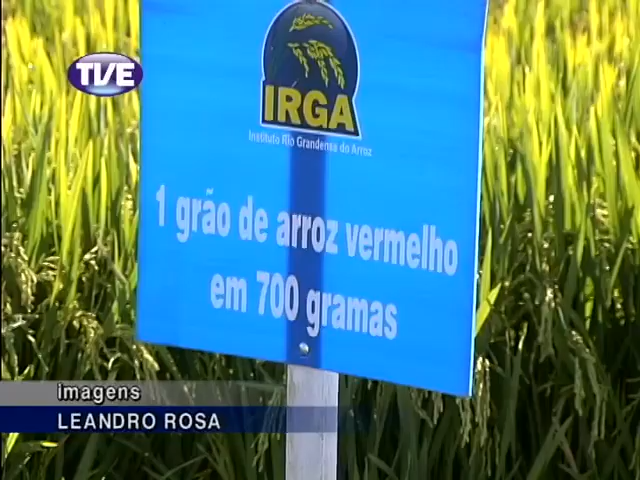 TVE
IRGA
Instituto Rio Grandense do Arroz
1 grão de arroz vermelho
em 700 gramas
imagens
LEANDRO ROSA